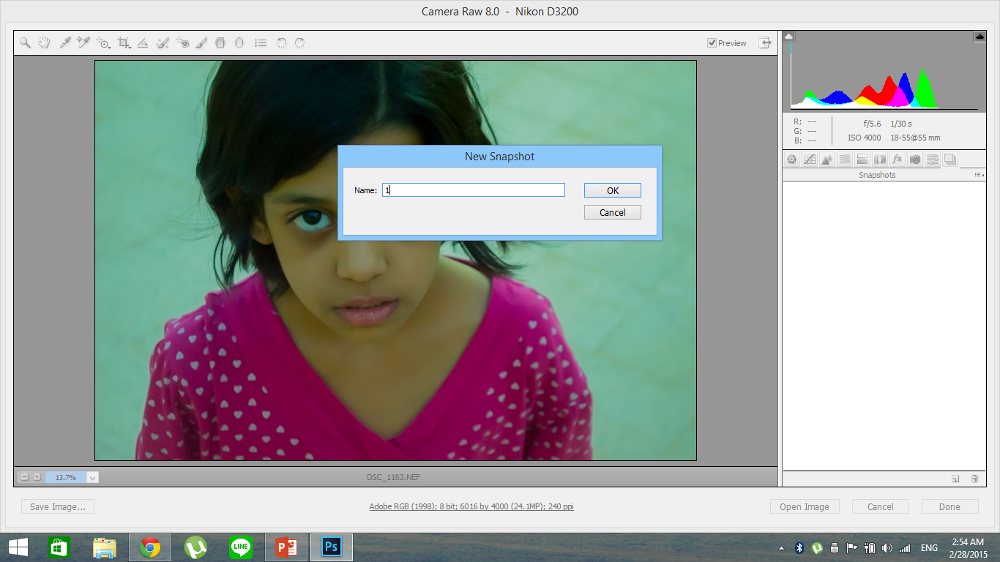 Camera Raw 8.0 - Nikon D3200
Preview
R: ---
G: ---
B: ---
f/5.6 1/30 s
ISO 4000 18-55@55 mm
fx
Snapshots
New Snapshot
Name: 1
OK
Cancel
13.7%
DSC_1163.NEF
Save Image...
Adobe RGB (1998); 8 bit; 6016 by 4000 (24.1MP); 240 ppi
Open Image
Cancel
Done
LINE
P
Ps
ENG
2:54 AM
2/28/2015